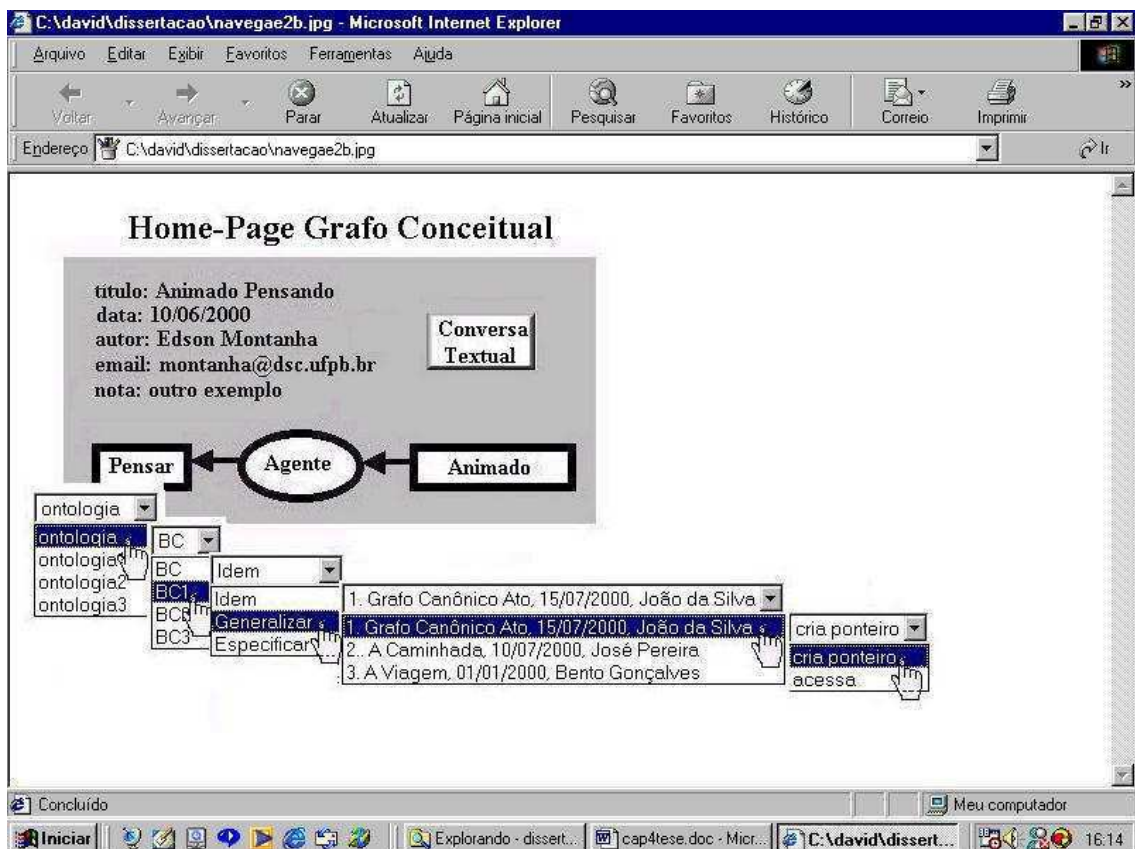 C:\david\dissertacao\navegae2b.jpg - Microsoft Internet Explorer
Arquivo Editar Exibir Favoritos Ferramentas Ajuda
Voltar Avançar Parar Atualizar Página inicial Pesquisar Favoritos Histórico Correio Imprimir
Endereço C:\david\dissertacao\navegae2b.jpg Ir
Home-Page Grafo Conceitual
título: Animado Pensando
data: 10/06/2000
autor: Edson Montanha
email: montanha@dsc.ufpb.br
nota: outro exemplo
Conversa
Textual
Pensar Agente Animado
ontologia
ontologia
ontologia
ontologia2
ontologia3
BC
BC
BC1
BC3
Idem
Idem
Generalizar
Especificar
1. Grafo Canônico Ato, 15/07/2000, João da Silva
1. Grafo Canônico Ato, 15/07/2000, João da Silva
2.. A Caminhada, 10/07/2000, José Pereira
3. A Viagem, 01/01/2000, Bento Gonçalves
cria ponteiro
cria ponteiro
acessa
Concluído Meu computador
Iniciar Explorando - dissert... cap4tese.doc - Micr... C:\david\dissert... 16:14